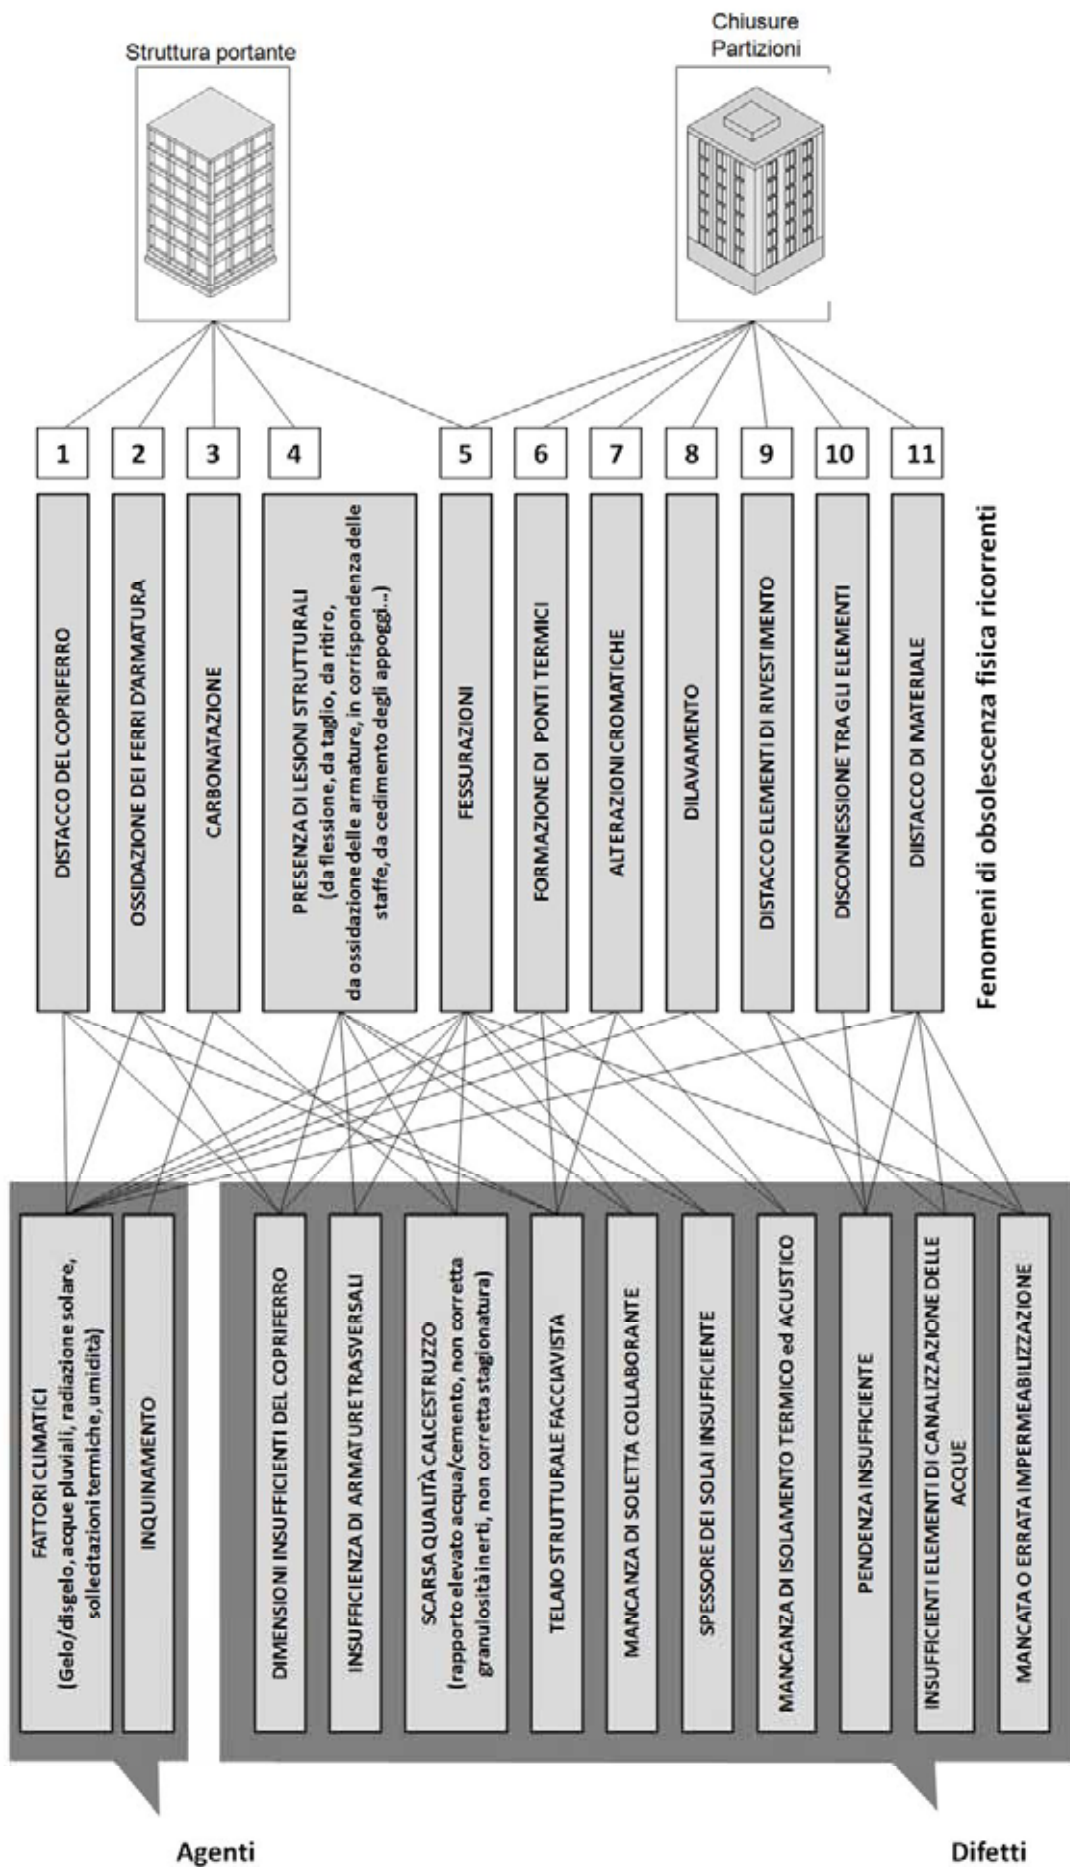 Struttura portante
Chiusure
Partizioni
1
2
3
4
5
6
7
8
9
10
11
DISTACCO DEL COPRIFERRO
OSSIDAZIONE DEI FERRI D'ARMATURA
CARBONATAZIONE
PRESENZA DI LESIONI STRUTTURALI
(da flessione, da taglio, da ritiro,
da ossidazione delle armature, in corrispondenza delle
staffe, da cedimento degli appoggi...)
FESSURAZIONI
FORMAZIONE DI PONTI TERMICI
ALTERAZIONI CROMATICHE
DILAVAMENTO
DISTACCO ELEMENTI DI RIVESTIMENTO
DISCONNESSIONE TRA GLI ELEMENTI
DIISTACCO DI MATERIALE
Fenomeni di obsolescenza fisica ricorrenti
FATTORI CLIMATICI
(Gelo/disgelo, acque pluviali, radiazione solare,
solleditazioni termiche, umidità)
INQUINAMENTO
DIMENSIONI INSUFFICIENTI DEL COPRIFERRO
INSUFFICIENZA DI ARMATURE TRASVERSALI
SCARSA QUALITÀ CALCESTRUZZO
(rapporto elevato acqua/cemento, non corretta
granulosità inerti, non corretta stagionatura)
TELAIO STRUTTURALE FACCIAVISTA
MANCANZA DI SOLETTA COLLABORANTE
SPESSORE DEI SOLAI INSUFFICIENTE
MANCANZA DI ISOLAMENTO TERMICO ed ACUSTICO
PENDENZA INSUFFICIENTE
INSUFFICIENTI ELEMENTI DI CANALIZZAZIONE DELLE
ACQUE
MANCATA O ERRATA IMPERMEABILIZZAZIONE
Agenti
Difetti